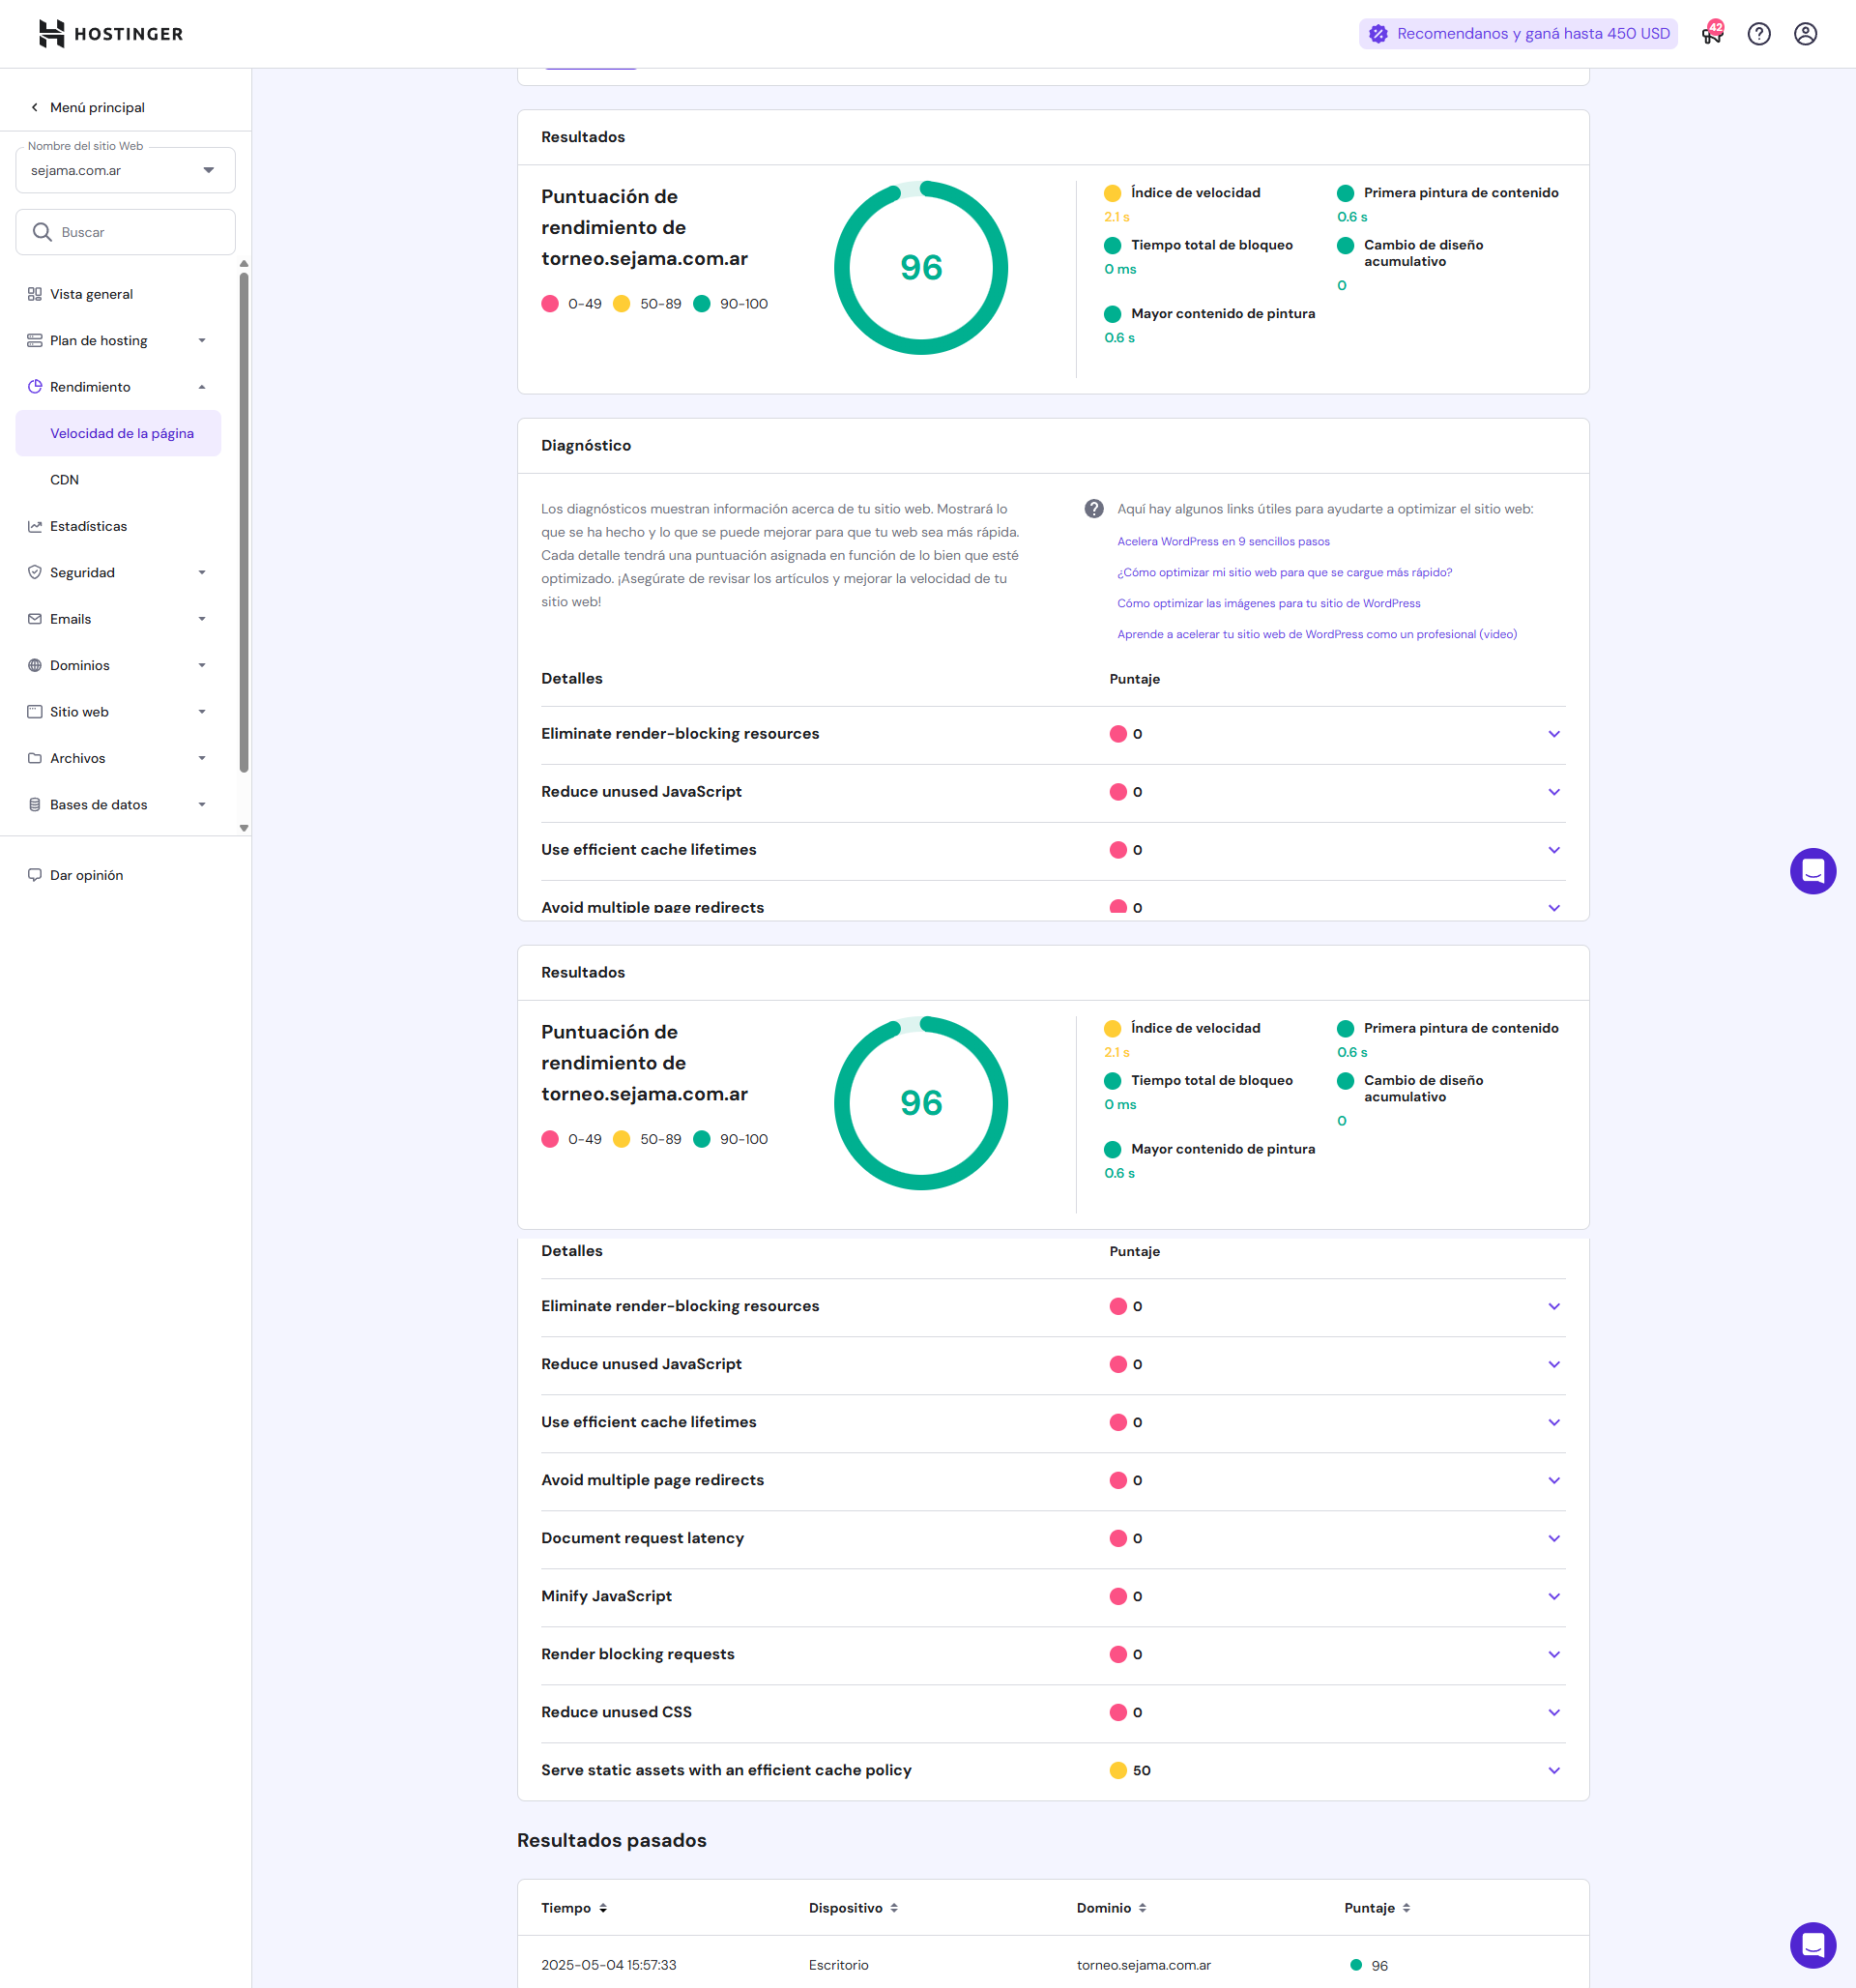 HOSTINGER
Recomendanos y ganá hasta 450 USD
42
Menú principal
Nombre del sitio Web
sejama.com.ar
Buscar
Vista general
Plan de hosting
Rendimiento
Velocidad de la página
CDN
Estadísticas
Seguridad
Emails
Dominios
Sitio web
Archivos
Bases de datos
Dar opinión
Resultados
Puntuación de
rendimiento de
torneo.sejama.com.ar
0-49 50-89 90-100
96
Índice de velocidad
2.1 s
Primera pintura de contenido
0.6 s
Tiempo total de bloqueo
0 ms
Cambio de diseño
acumulativo
0
Mayor contenido de pintura
0.6 s
Diagnóstico
Los diagnósticos muestran información acerca de tu sitio web. Mostrará lo
que se ha hecho y lo que se puede mejorar para que tu web sea más rápida.
Cada detalle tendrá una puntuación asignada en función de lo bien que esté
optimizado. ¡Asegúrate de revisar los artículos y mejorar la velocidad de tu
sitio web!
Aquí hay algunos links útiles para ayudarte a optimizar el sitio web:
Acelera WordPress en 9 sencillos pasos
¿Cómo optimizar mi sitio web para que se cargue más rápido?
Cómo optimizar las imágenes para tu sitio de WordPress
Aprende a acelerar tu sitio web de WordPress como un profesional (video)
Detalles Puntaje
Eliminate render-blocking resources 0
Reduce unused JavaScript 0
Use efficient cache lifetimes 0
Avoid multiple page redirects 0
Resultados
Puntuación de
rendimiento de
torneo.sejama.com.ar
0-49 50-89 90-100
96
Índice de velocidad
2.1 s
Primera pintura de contenido
0.6 s
Tiempo total de bloqueo
0 ms
Cambio de diseño
acumulativo
0
Mayor contenido de pintura
0.6 s
Detalles Puntaje
Eliminate render-blocking resources 0
Reduce unused JavaScript 0
Use efficient cache lifetimes 0
Avoid multiple page redirects 0
Document request latency 0
Minify JavaScript 0
Render blocking requests 0
Reduce unused CSS 0
Serve static assets with an efficient cache policy 50
Resultados pasados
Tiempo Dispositivo Dominio Puntaje
2025-05-04 15:57:33 Escritorio torneo.sejama.com.ar 96